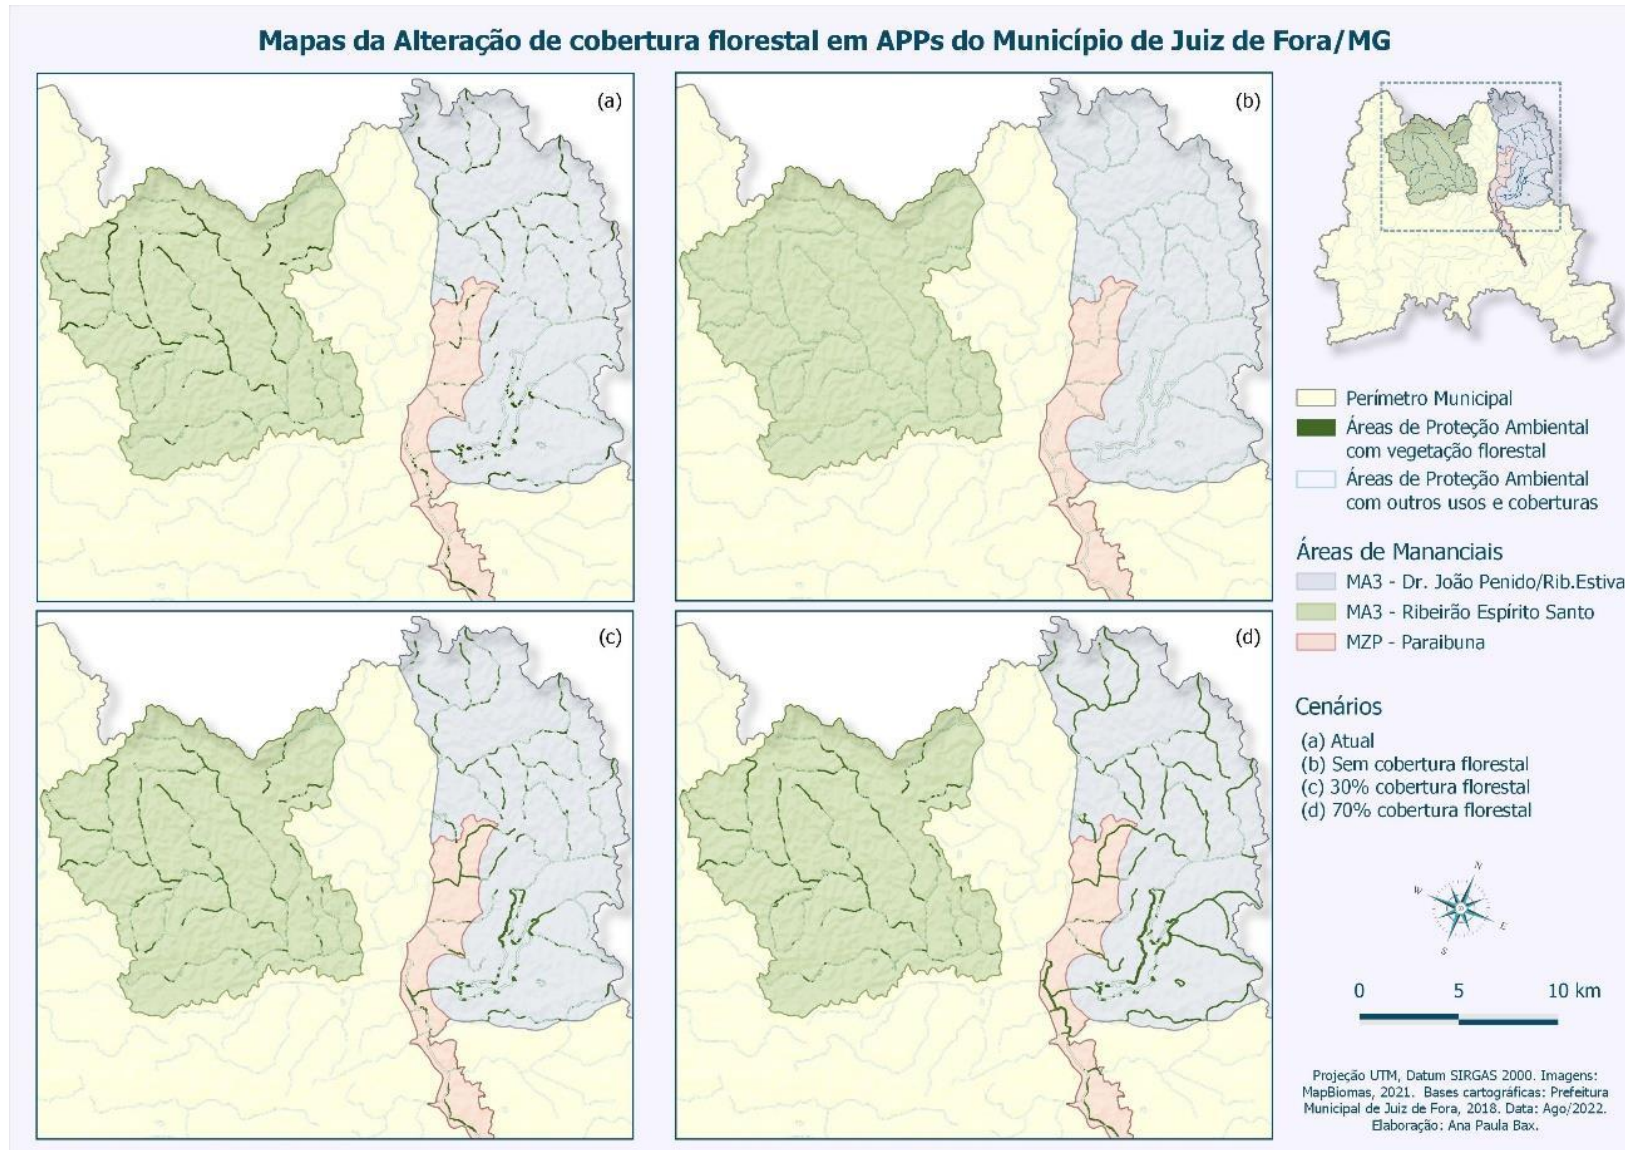 Mapas da Alteração de cobertura florestal em APPs do Município de Juiz de Fora/MG
(a)
(b)
(c)
(d)
Perímetro Municipal
Áreas de Proteção Ambiental
com vegetação florestal
Áreas de Proteção Ambiental
com outros usos e coberturas
Áreas de Mananciais
MA3 - Dr. João Penido/Rib.Estiva
MA3 - Ribeirão Espírito Santo
MZP - Paraibuna
Cenários
(a) Atual
(b) Sem cobertura florestal
(c) 30% cobertura florestal
(d) 70% cobertura florestal
N
W
E
S
0 5 10 km
Projeção UTM, Datum SIRGAS 2000. Imagens:
MapBiomas, 2021. Bases cartográficas: Prefeitura
Municipal de Juiz de Fora, 2018. Data: Ago/2022.
Elaboração: Ana Paula Bax.